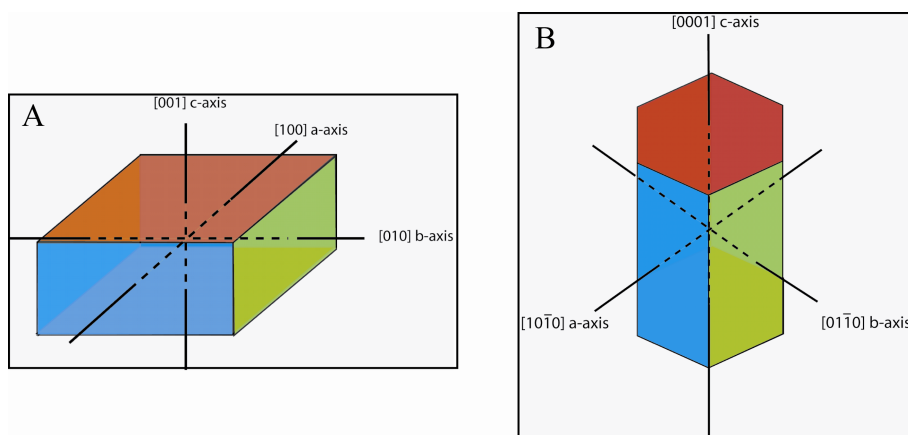 A
[001] c-axis
[100] a-axis
[010] b-axis
B
[0001] c-axis
[101̅0] a-axis
[011̅0] b-axis